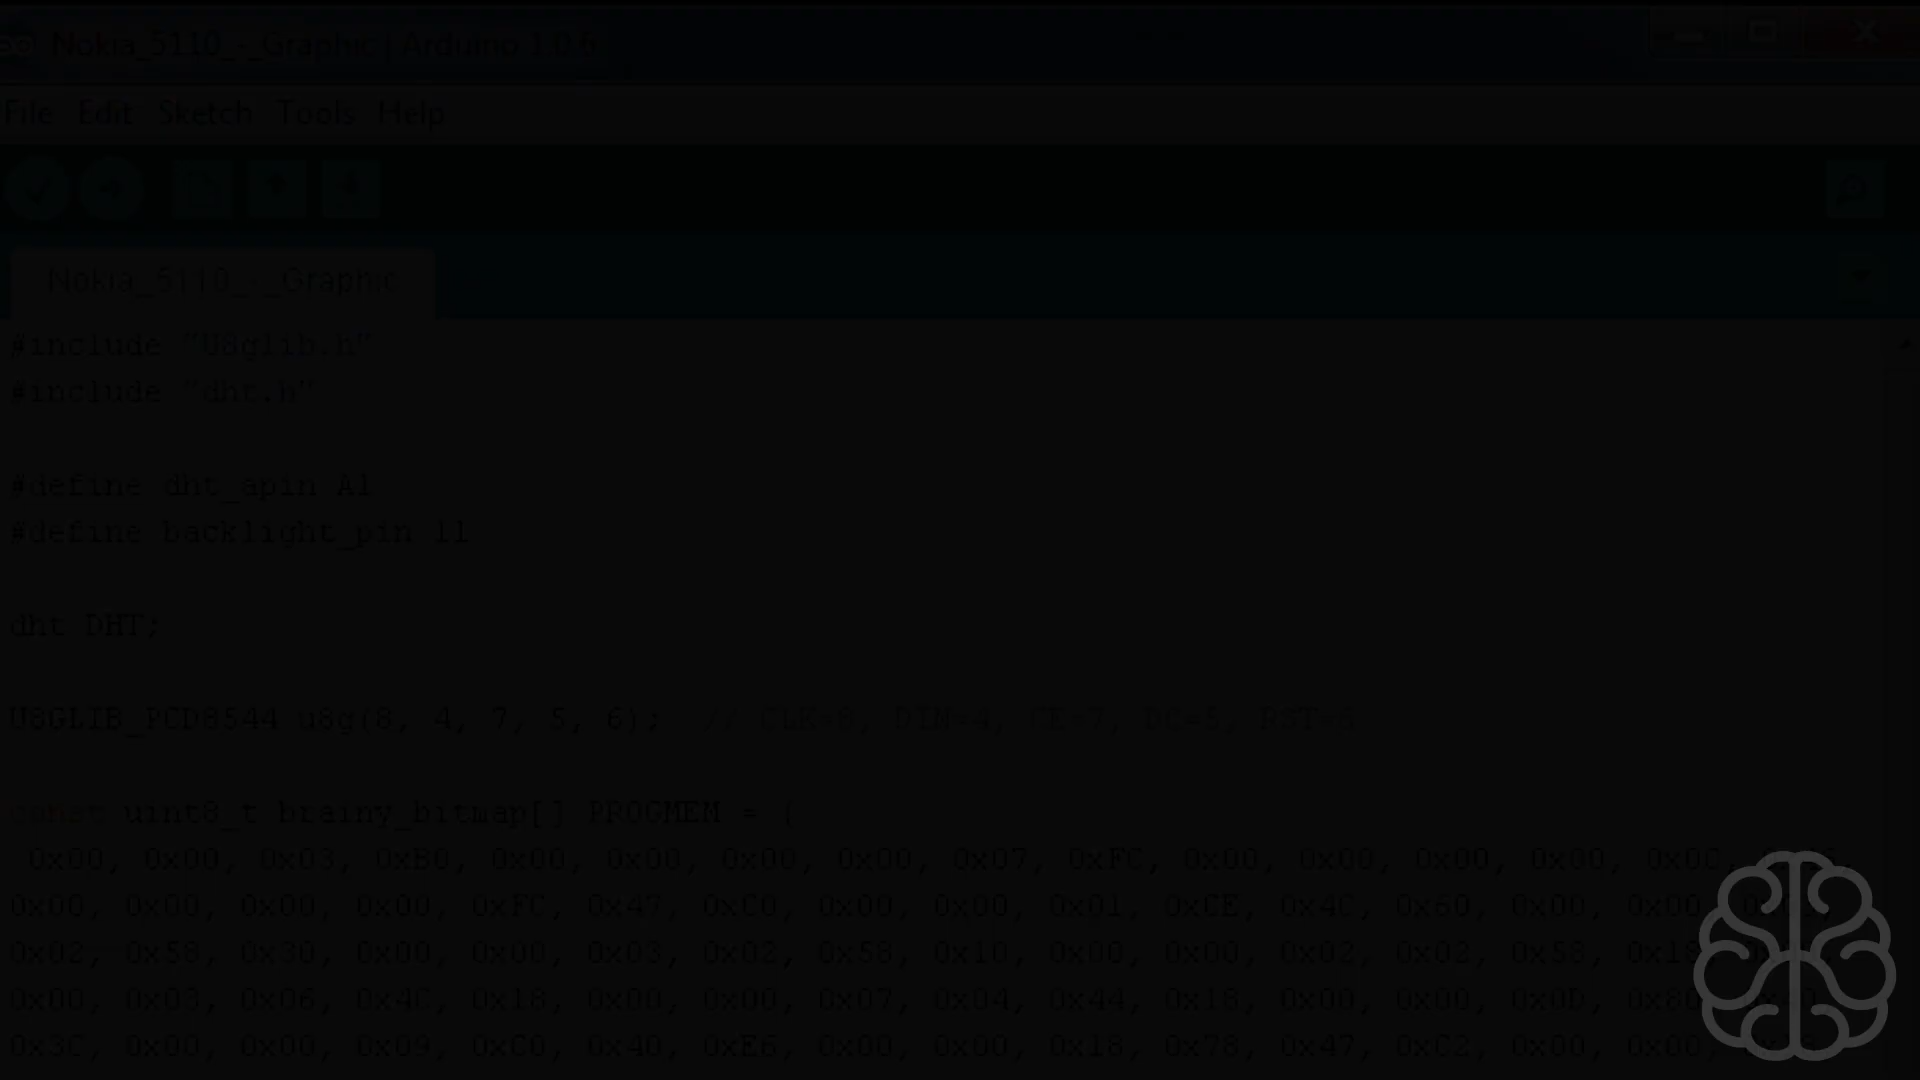 Nokia_5110_-_Graphic | Arduino 1.0.6
File Edit Sketch Tools Help
Nokia_5110_-_Graphic
#include "U8glib.h"
#include "dht.h"
#define dht_apin A1
#define backlight_pin 11
dht DHT;
U8GLIB_PCD8544 u8g(8, 4, 7, 5, 6); // CLK=8, DIN=4, CE=7, DC=5, RST=6
const uint8_t brainy_bitmap[] PROGMEM = {
0x00, 0x00, 0x03, 0xB0, 0x00, 0x00, 0x00, 0x00, 0x07, 0xFC, 0x00, 0x00, 0x00, 0x00, 0x0C,
0x00, 0x00, 0x00, 0x00, 0xFC, 0x47, 0xC0, 0x00, 0x00, 0x01, 0xCE, 0x4C, 0x60, 0x00, 0x00,
0x02, 0x58, 0x30, 0x00, 0x00, 0x03, 0x02, 0x58, 0x10, 0x00, 0x00, 0x02, 0x02, 0x58, 0x18,
0x00, 0x03, 0x06, 0x4C, 0x18, 0x00, 0x00, 0x07, 0x04, 0x44, 0x18, 0x00, 0x00, 0x0D, 0x80,
0x3C, 0x00, 0x00, 0x09, 0xC0, 0x40, 0xE6, 0x00, 0x00, 0x18, 0x78, 0x47, 0xC2, 0x00, 0x00,